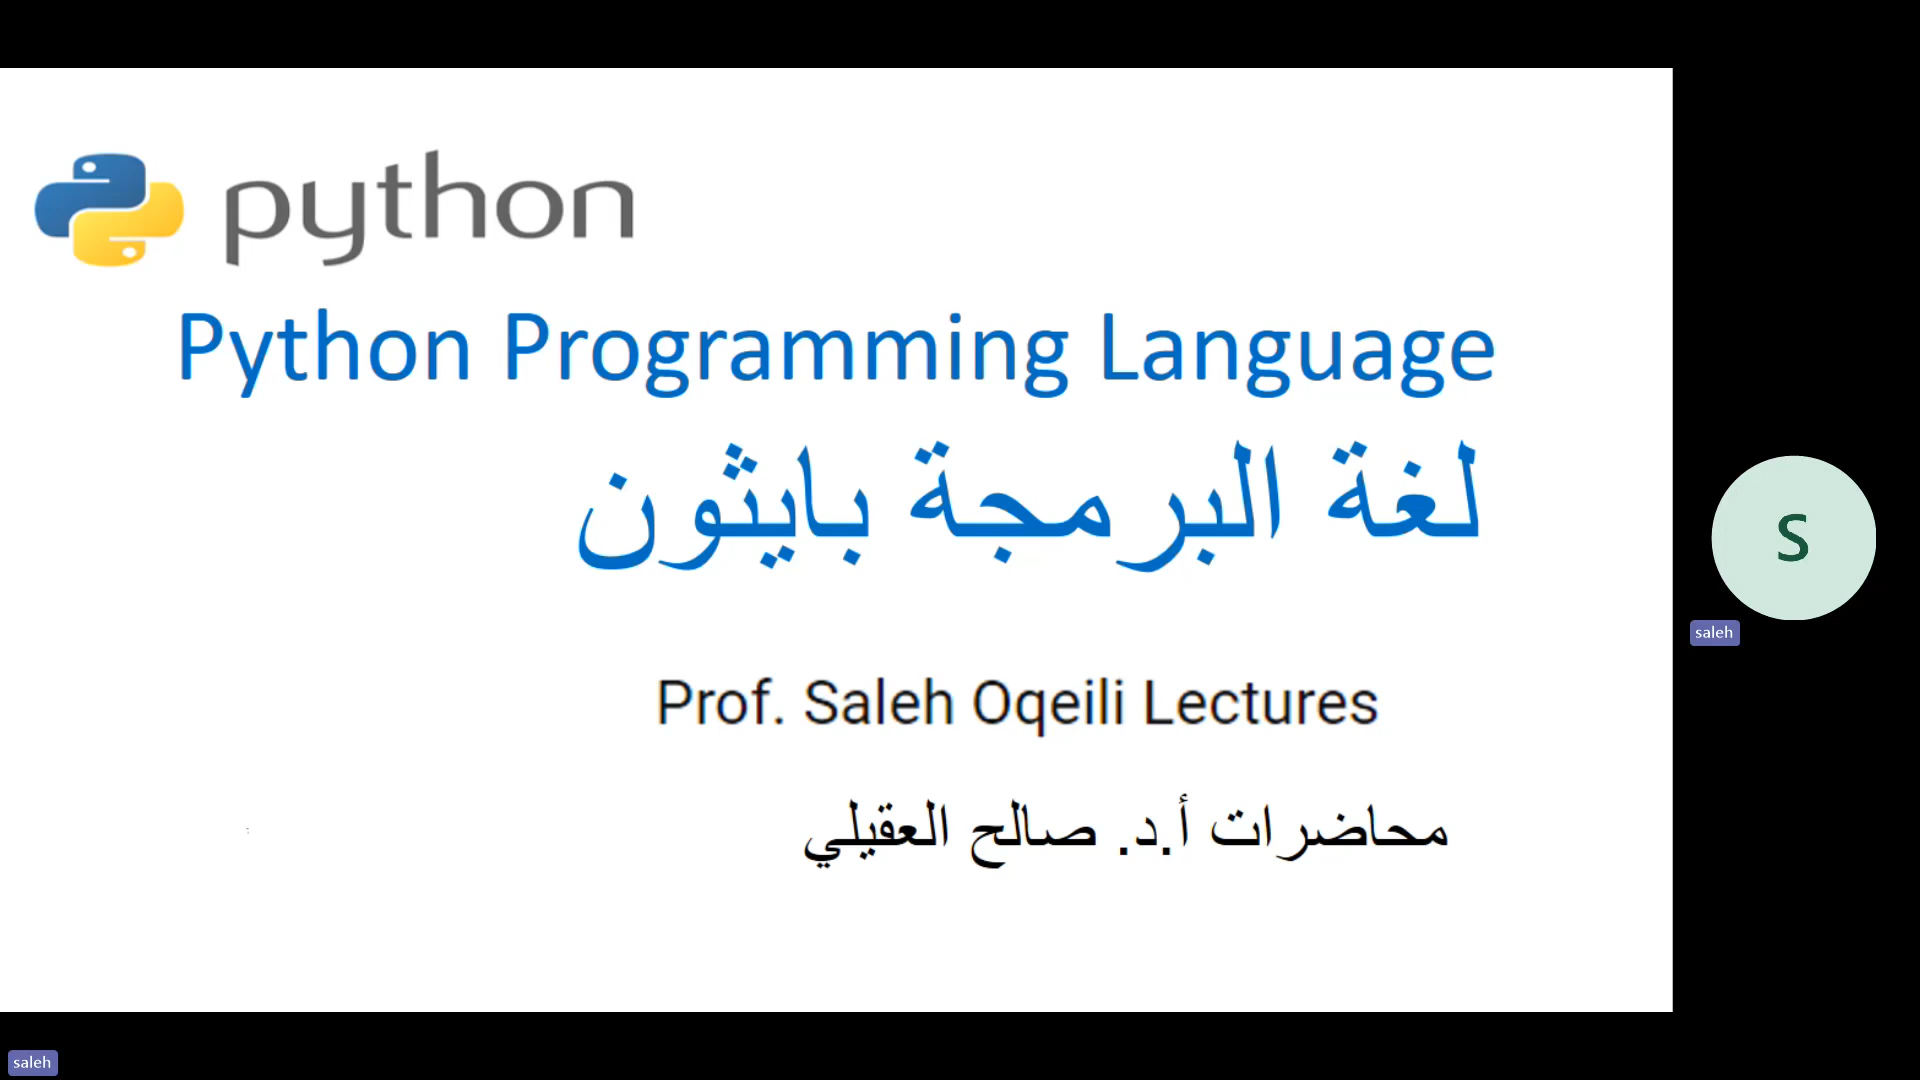 python
Python Programming Language
لغة البرمجة بايثون
Prof. Saleh Oqeili Lectures
محاضرات أ.د. صالح العقيلي
S
saleh
saleh